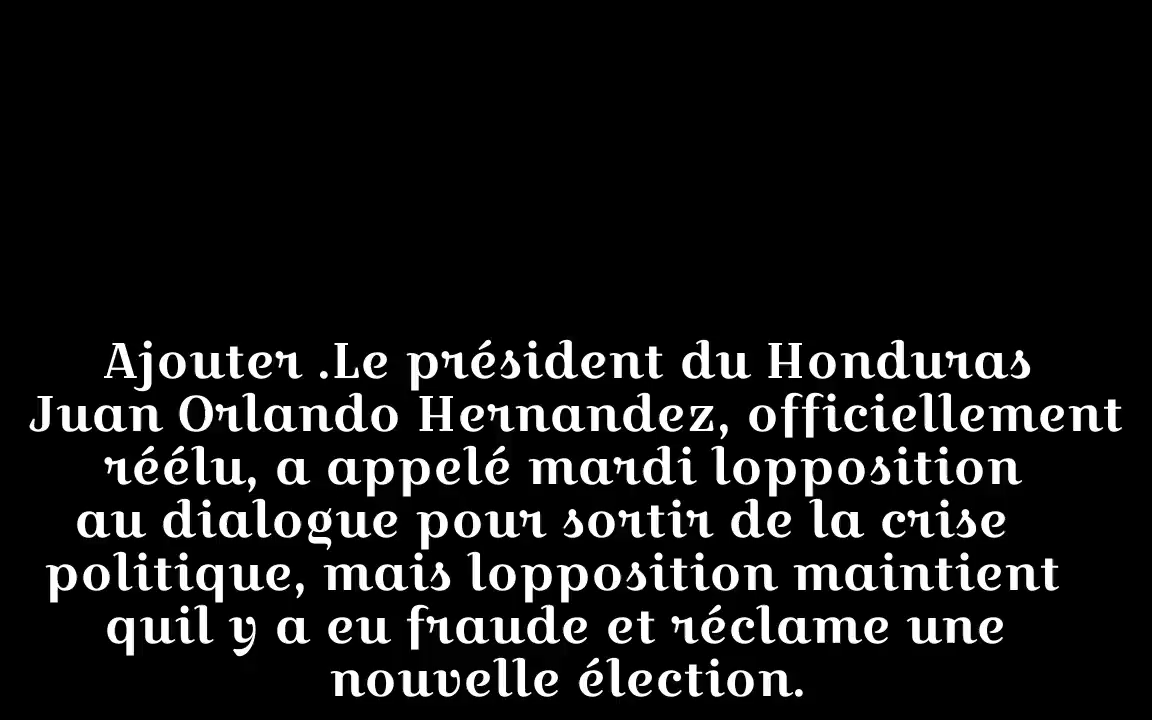 Ajouter .Le président du Honduras
Juan Orlando Hernandez, officiellement
réélu, a appelé mardi lopposition
au dialogue pour sortir de la crise
politique, mais lopposition maintient
quil y a eu fraude et réclame une
nouvelle élection.